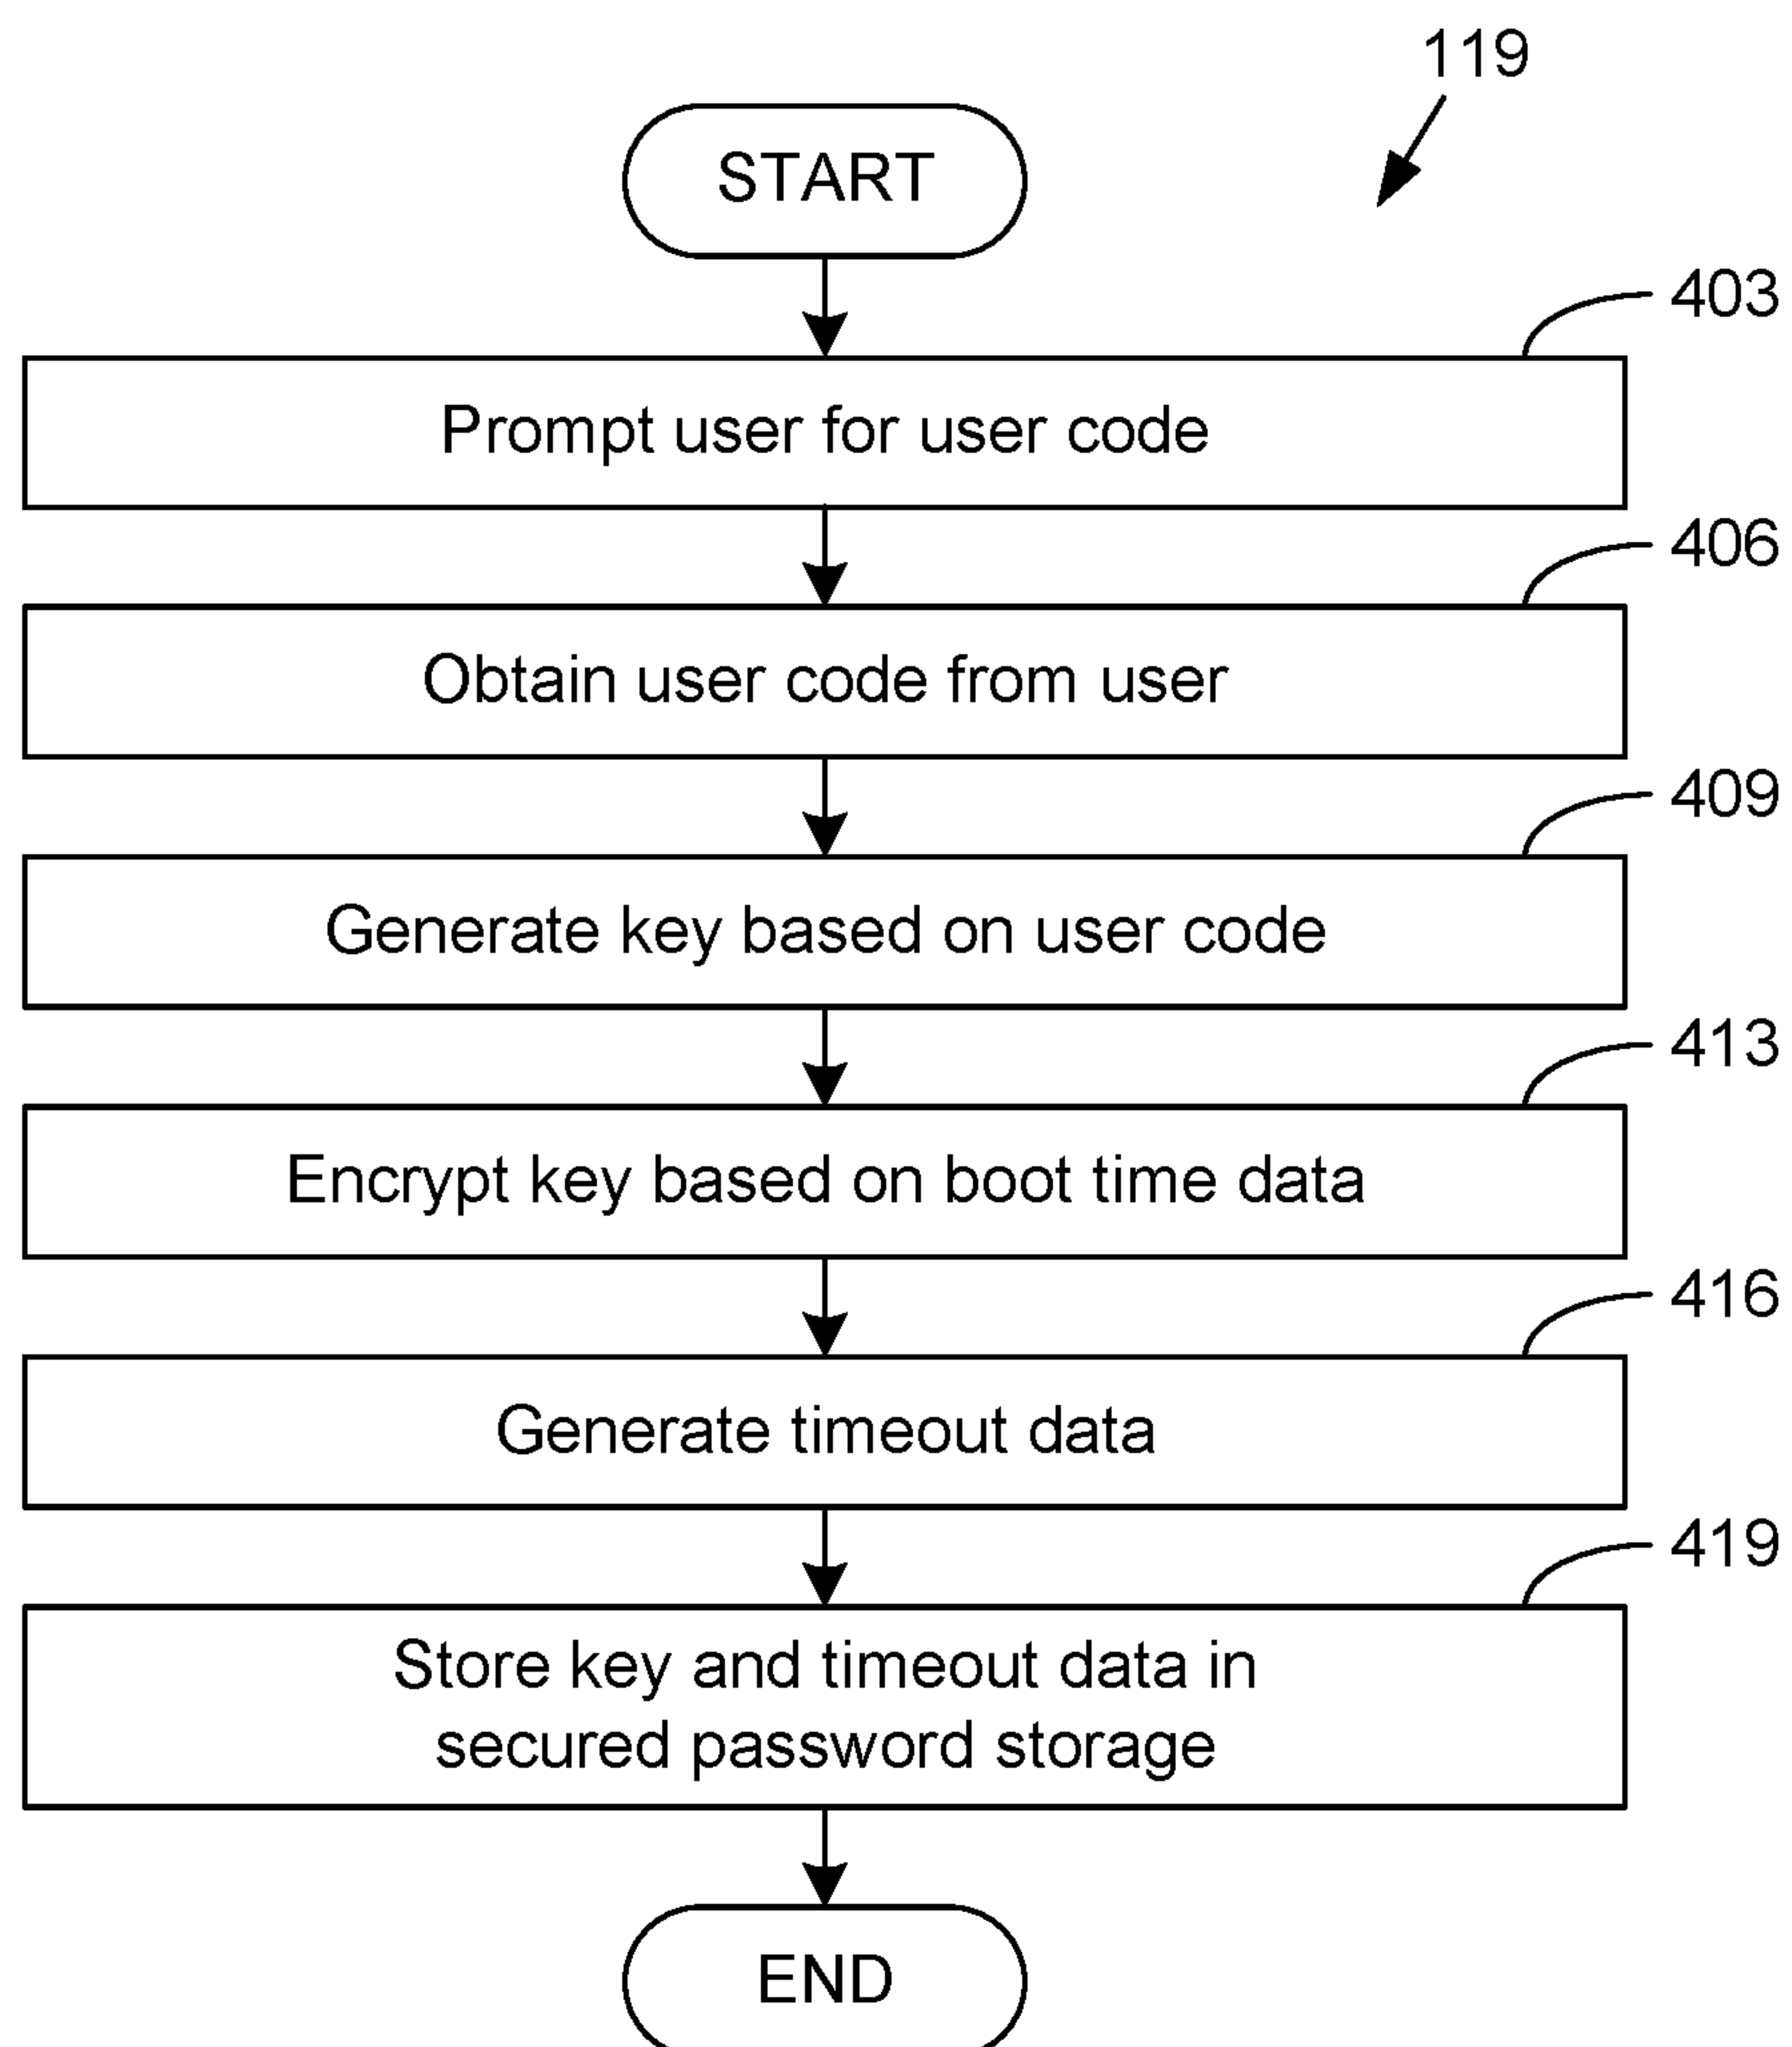 119
START
403
Prompt user for user code
406
Obtain user code from user
409
Generate key based on user code
413
Encrypt key based on boot time data
416
Generate timeout data
419
Store key and timeout data in
secured password storage
END